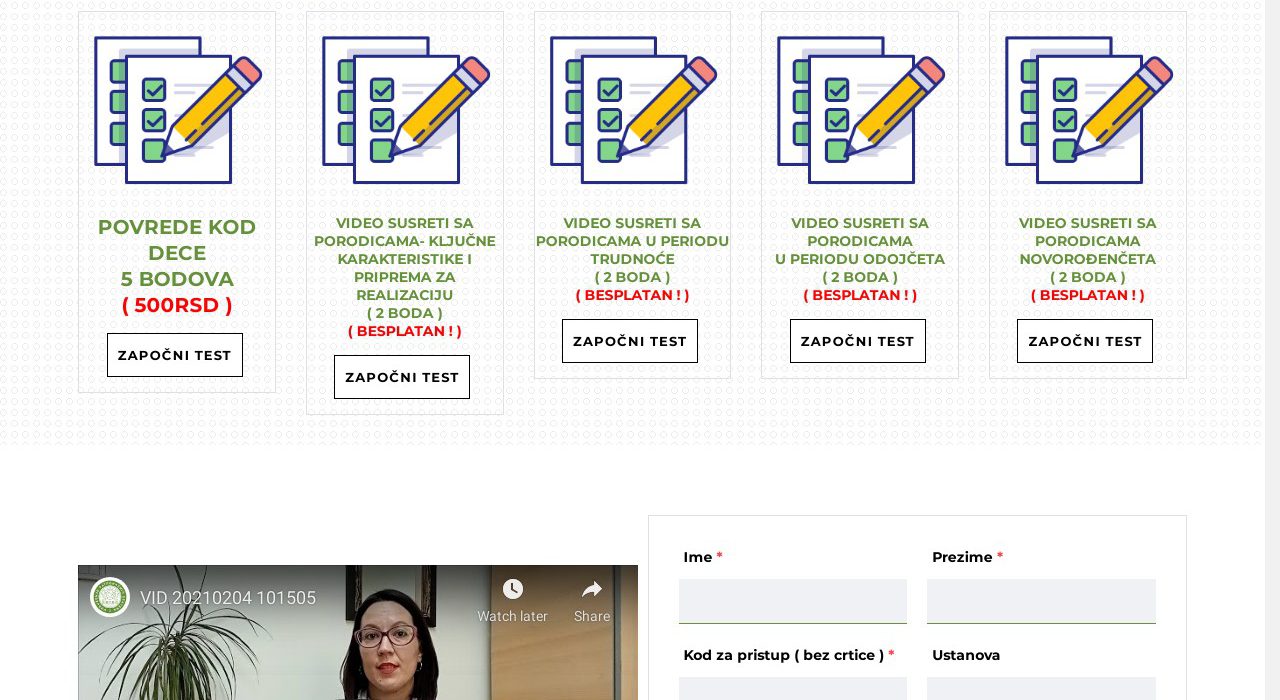 POVREDE KOD
DECE
5 BODOVA
( 500RSD )
ZAPOČNI TEST
VIDEO SUSRETI SA
PORODICAMA- KLJUČNE
KARAKTERISTIKE I
PRIPREMA ZA
REALIZACIJU
( 2 BODA )
( BESPLATAN ! )
ZAPOČNI TEST
VIDEO SUSRETI SA
PORODICAMA U PERIODU
TRUDNOĆE
( 2 BODA )
( BESPLATAN ! )
ZAPOČNI TEST
VIDEO SUSRETI SA
PORODICAMA
U PERIODU ODOJČETA
( 2 BODA )
( BESPLATAN ! )
ZAPOČNI TEST
VIDEO SUSRETI SA
PORODICAMA
NOVOROĐENČETA
( 2 BODA )
( BESPLATAN ! )
ZAPOČNI TEST
VID 20210204 101505
Watch later
Share
Ime *
Prezime *
Kod za pristup ( bez crtice ) *
Ustanova